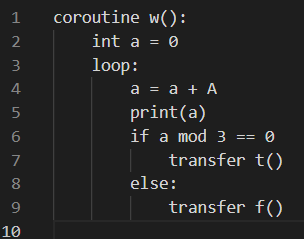 1 coroutine w():
2     int a = 0
3     loop:
4         a = a + A
5         print(a)
6         if a mod 3 == 0
7             transfer t()
8         else:
9             transfer f()
10